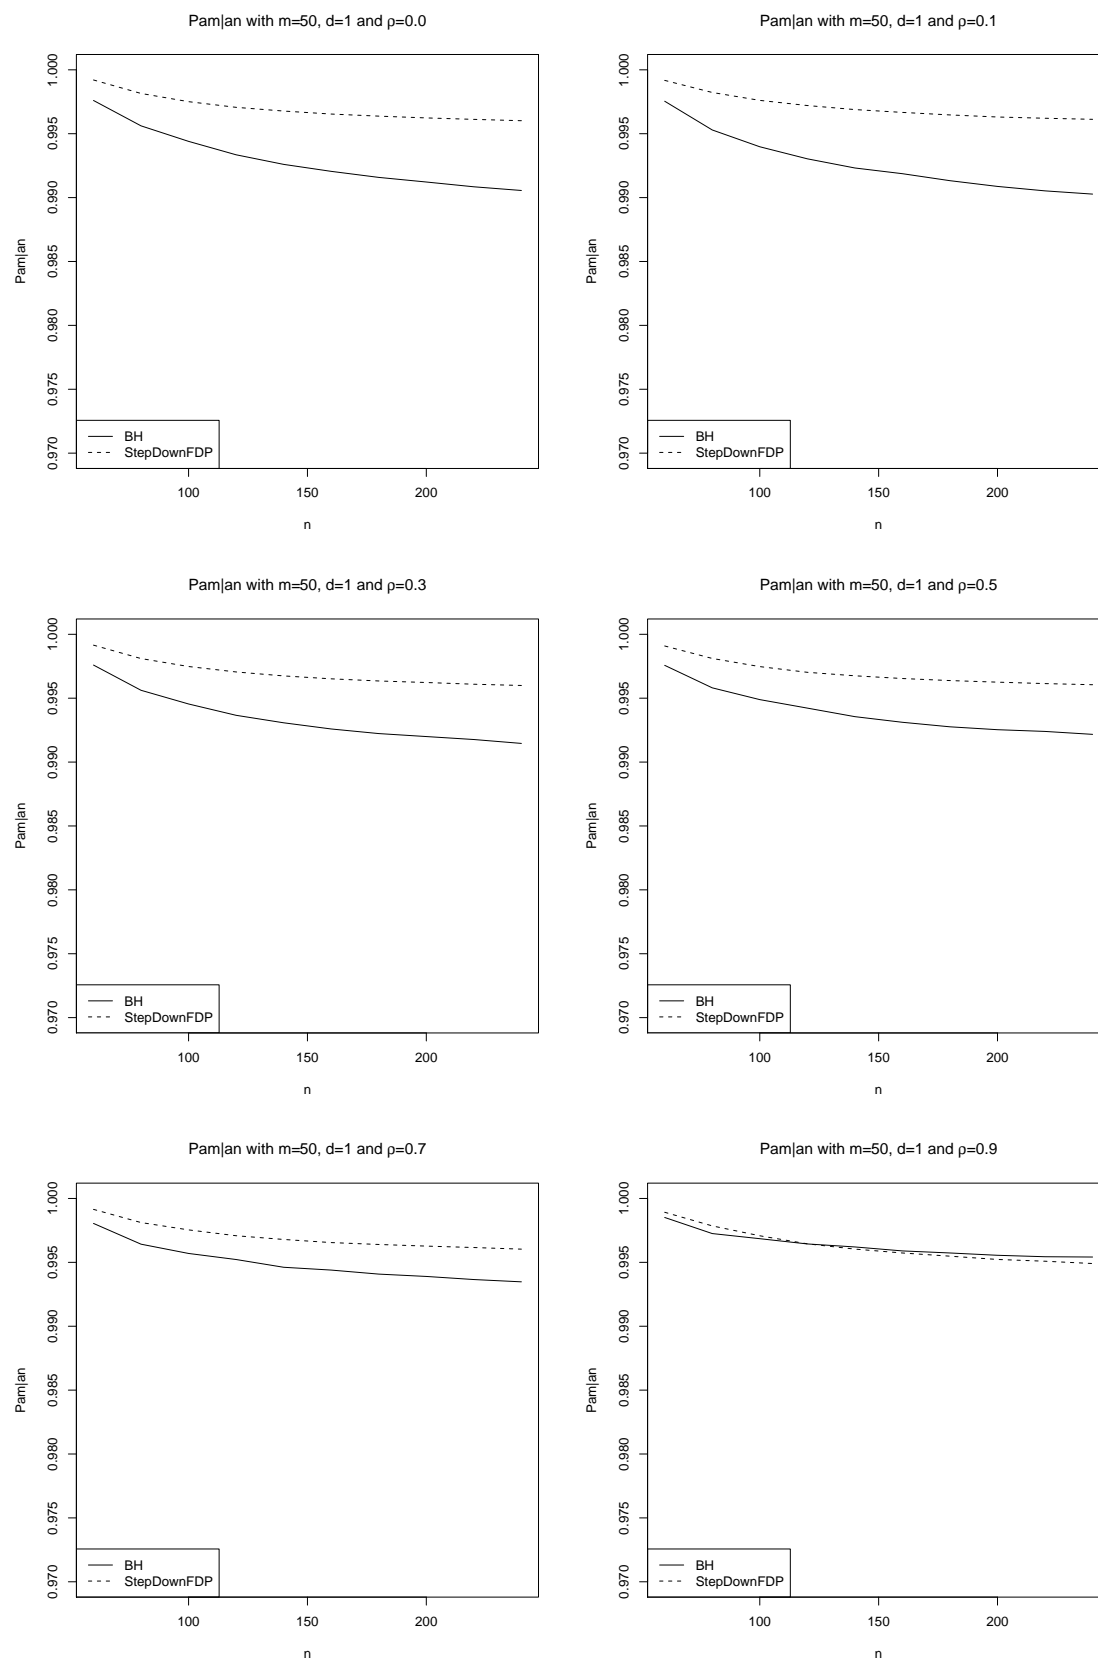 Pam|an with m=50, d=1 and ρ=0.0
1.000
0.995
0.990
0.985
0.980
0.975
0.970
Pam|an
BH
StepDownFDP
100 150 200
n
Pam|an with m=50, d=1 and ρ=0.1
1.000
0.995
0.990
0.985
0.980
0.975
0.970
Pam|an
BH
StepDownFDP
100 150 200
n
Pam|an with m=50, d=1 and ρ=0.3
1.000
0.995
0.990
0.985
0.980
0.975
0.970
Pam|an
BH
StepDownFDP
100 150 200
n
Pam|an with m=50, d=1 and ρ=0.5
1.000
0.995
0.990
0.985
0.980
0.975
0.970
Pam|an
BH
StepDownFDP
100 150 200
n
Pam|an with m=50, d=1 and ρ=0.7
1.000
0.995
0.990
0.985
0.980
0.975
0.970
Pam|an
BH
StepDownFDP
100 150 200
n
Pam|an with m=50, d=1 and ρ=0.9
1.000
0.995
0.990
0.985
0.980
0.975
0.970
Pam|an
BH
StepDownFDP
100 150 200
n